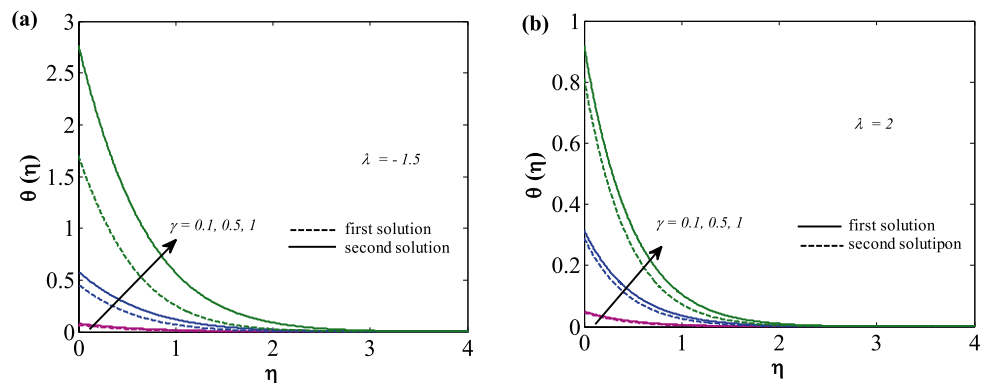 (a)
3
2.5
2
1.5
1
0.5
0
θ (η)
λ = - 1.5
γ = 0.1, 0.5, 1
first solution
second solution
0 1 2 3 4
η
(b)
1
0.8
0.6
0.4
0.2
0
θ (η)
λ = 2
γ = 0.1, 0.5, 1
first solution
second solutipon
0 1 2 3 4
η